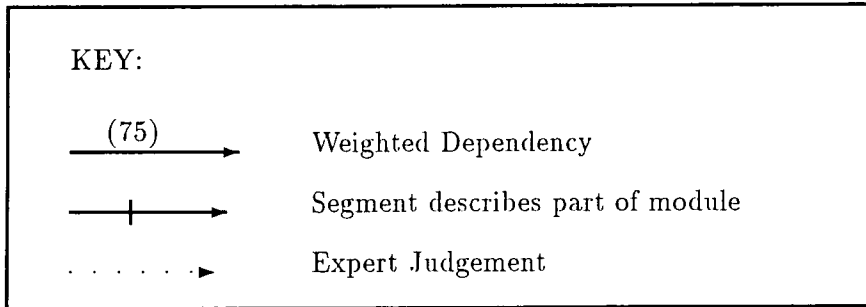 KEY:
(75)
Weighted Dependency
Segment describes part of module
Expert Judgement